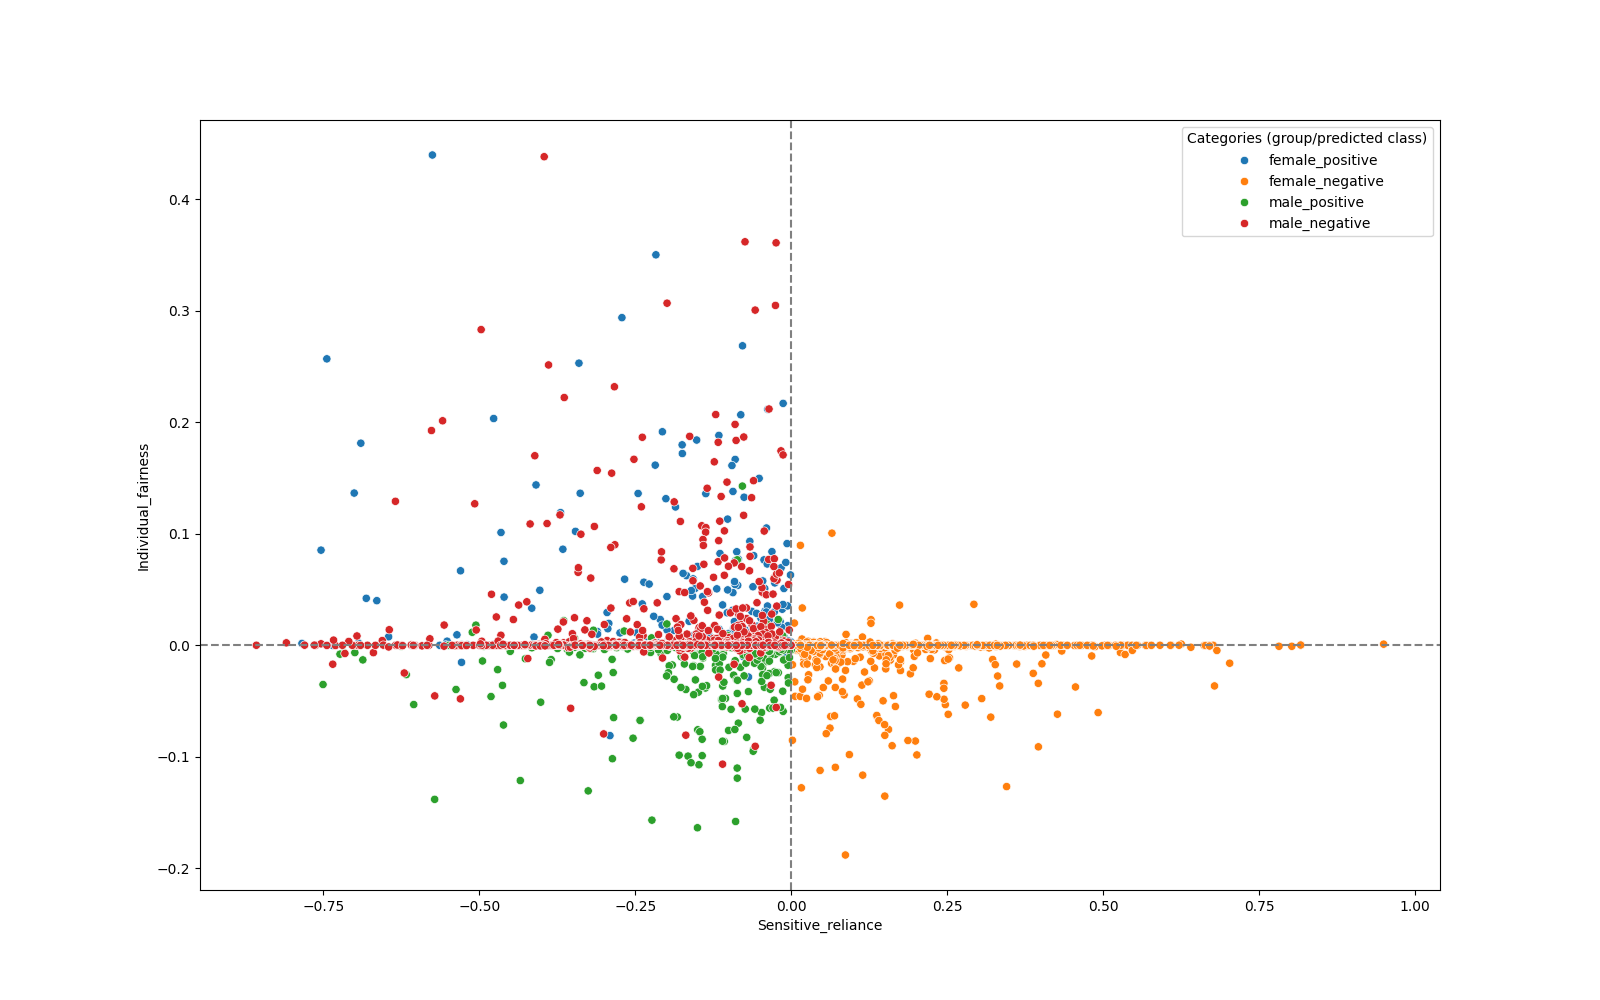 Categories (group/predicted class)
female_positive
female_negative
male_positive
male_negative
Individual_fairness
0.4
0.3
0.2
0.1
0.0
−0.1
−0.2
−0.75
−0.50
−0.25
0.00
0.25
0.50
0.75
1.00
Sensitive_reliance